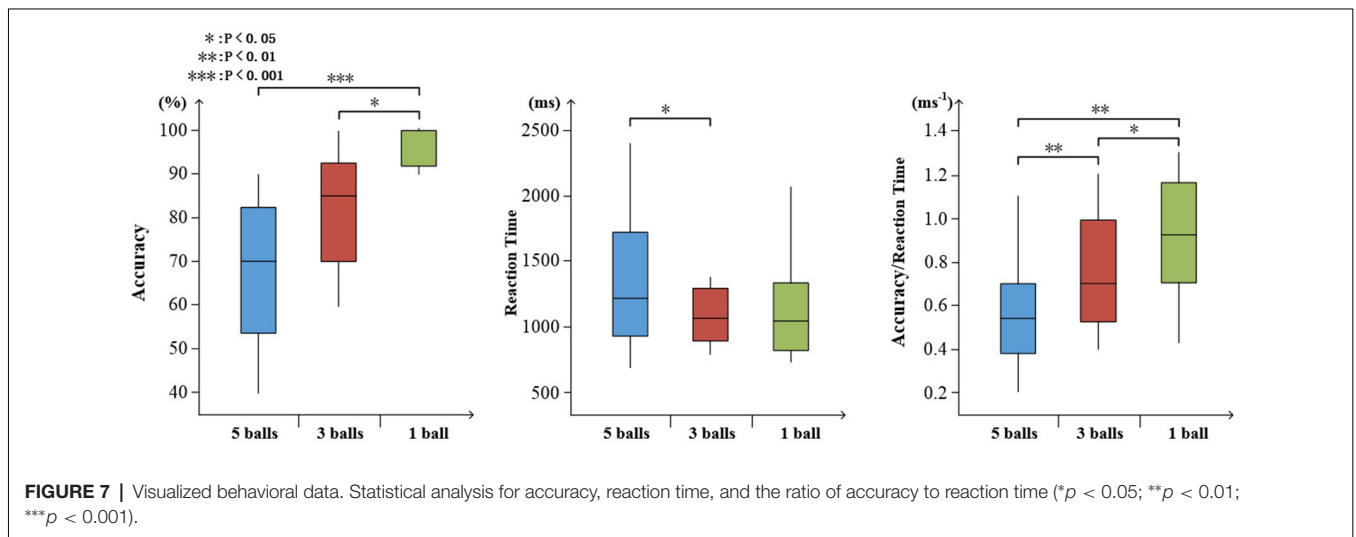 * :P < 0. 05
** :P < 0. 01
*** :P < 0. 001
(%)
***
*
100
90
80
70
60
50
40
Accuracy
5 balls 3 balls 1 ball
(ms)
*
2500
2000
1500
1000
500
Reaction Time
5 balls 3 balls 1 ball
(ms-1)
**
**
*
1.4
1.2
1.0
0.8
0.6
0.4
0.2
Accuracy/Reaction Time
5 balls 3 balls 1 ball
FIGURE 7 | Visualized behavioral data. Statistical analysis for accuracy, reaction time, and the ratio of accuracy to reaction time (*p < 0.05; **p < 0.01;
***p < 0.001).